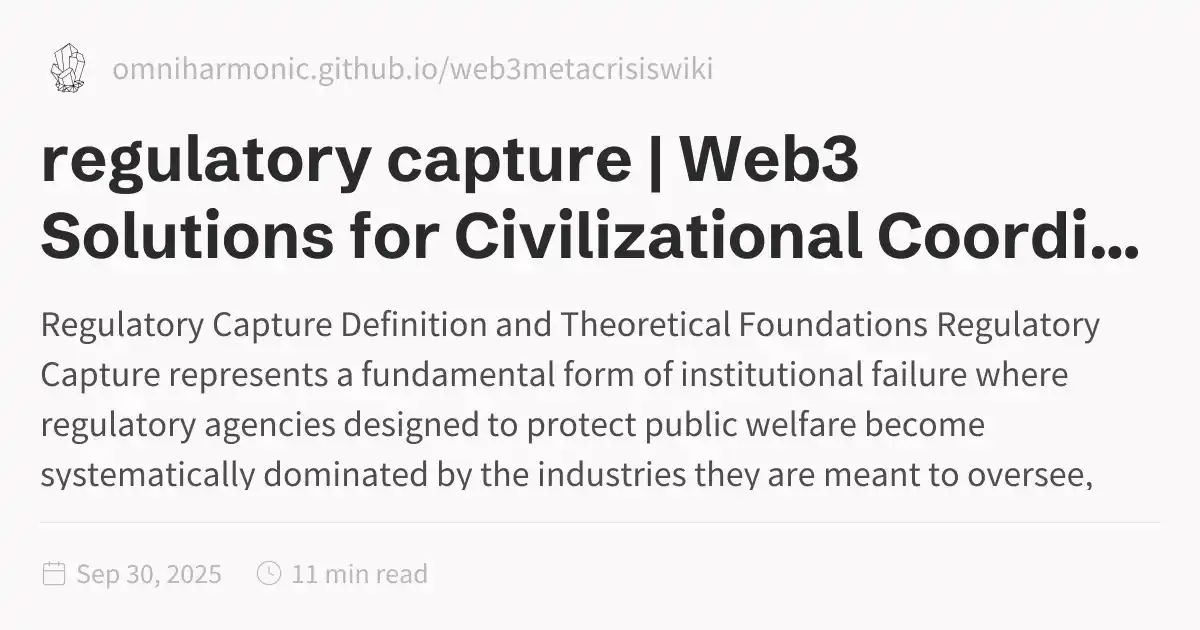 omniharmonic.github.io/web3metacrisiswiki
regulatory capture | Web3
Solutions for Civilizational Coordi...
Regulatory Capture Definition and Theoretical Foundations Regulatory
Capture represents a fundamental form of institutional failure where
regulatory agencies designed to protect public welfare become
systematically dominated by the industries they are meant to oversee,
Sep 30, 2025 11 min read